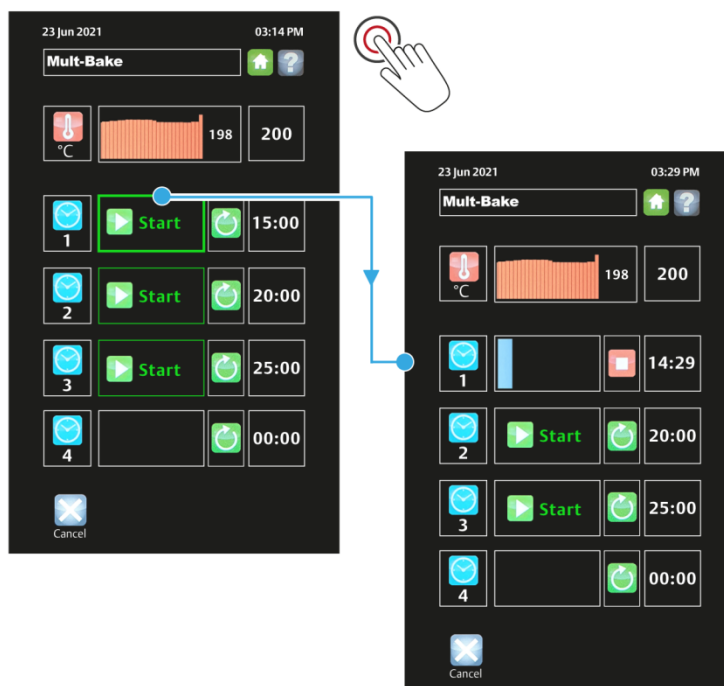 23 Jun 2021 03:14 PM
Mult-Bake
?
°C 198 200
1 Start 15:00
2 Start 20:00
3 Start 25:00
4 00:00
Cancel
23 Jun 2021 03:29 PM
Mult-Bake
?
°C 198 200
1 14:29
2 Start 20:00
3 Start 25:00
4 00:00
Cancel